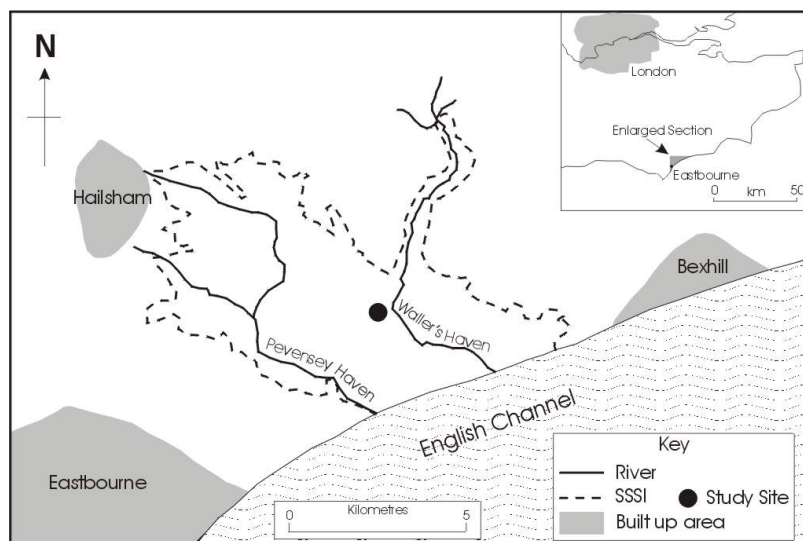 N
London
Enlarged Section
Eastbourne
0 km 50
Hailsham
Bexhill
Waller's Haven
Pevensey Haven
English Channel
Eastbourne
Kilometres
0 5
Key
River
SSSI
Study Site
Built up area